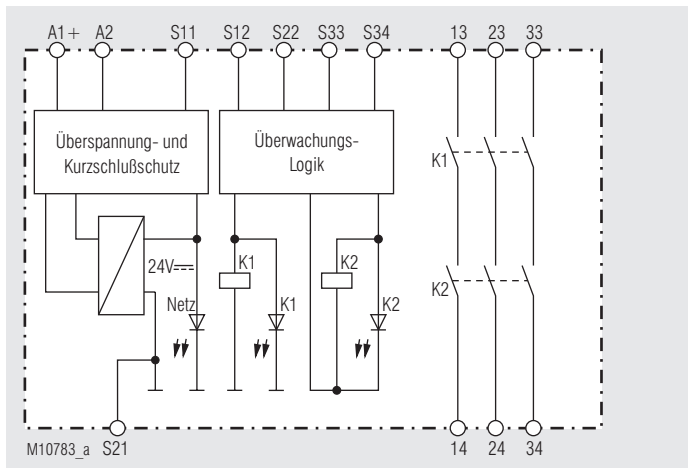 A1+ A2 S11 S12 S22 S33 S34 13 23 33
Überspannung- und
Kurzschlußschutz
Überwachungs-
Logik
K1
24V
K1
K2
K2
Netz
K1
K2
M10783_a S21 14 24 34